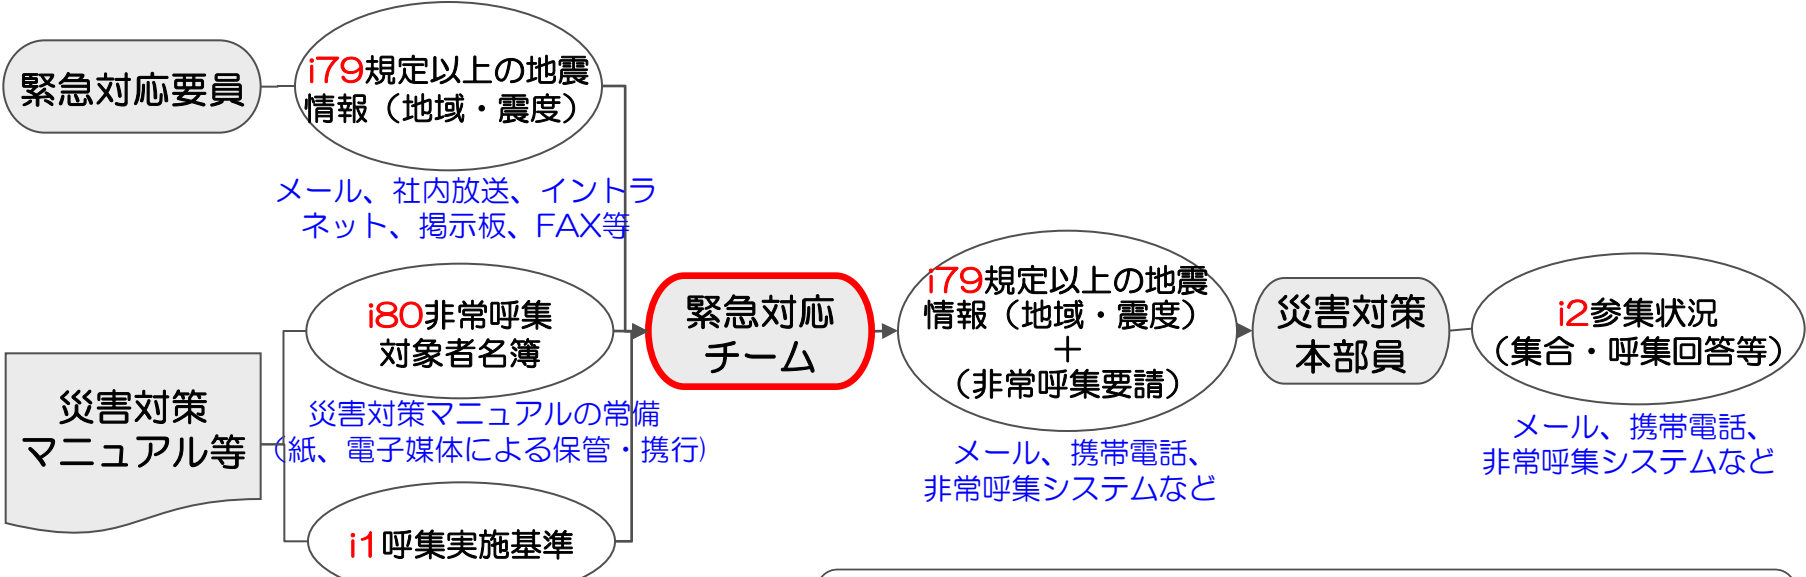 緊急対応要員
i79規定以上の地震
情報（地域・震度）
メール、社内放送、イントラ
ネット、掲示板、FAX等
i80非常呼集
対象者名簿
災害対策マニュアルの常備
（紙、電子媒体による保管・携行）
災害対策
マニュアル等
i1呼集実施基準
緊急対応
チーム
i79規定以上の地震
情報（地域・震度）
＋
（非常呼集要請）
メール、携帯電話、
非常呼集システムなど
災害対策
本部員
i2参集状況
（集合・呼集回答等）
メール、携帯電話、
非常呼集システムなど